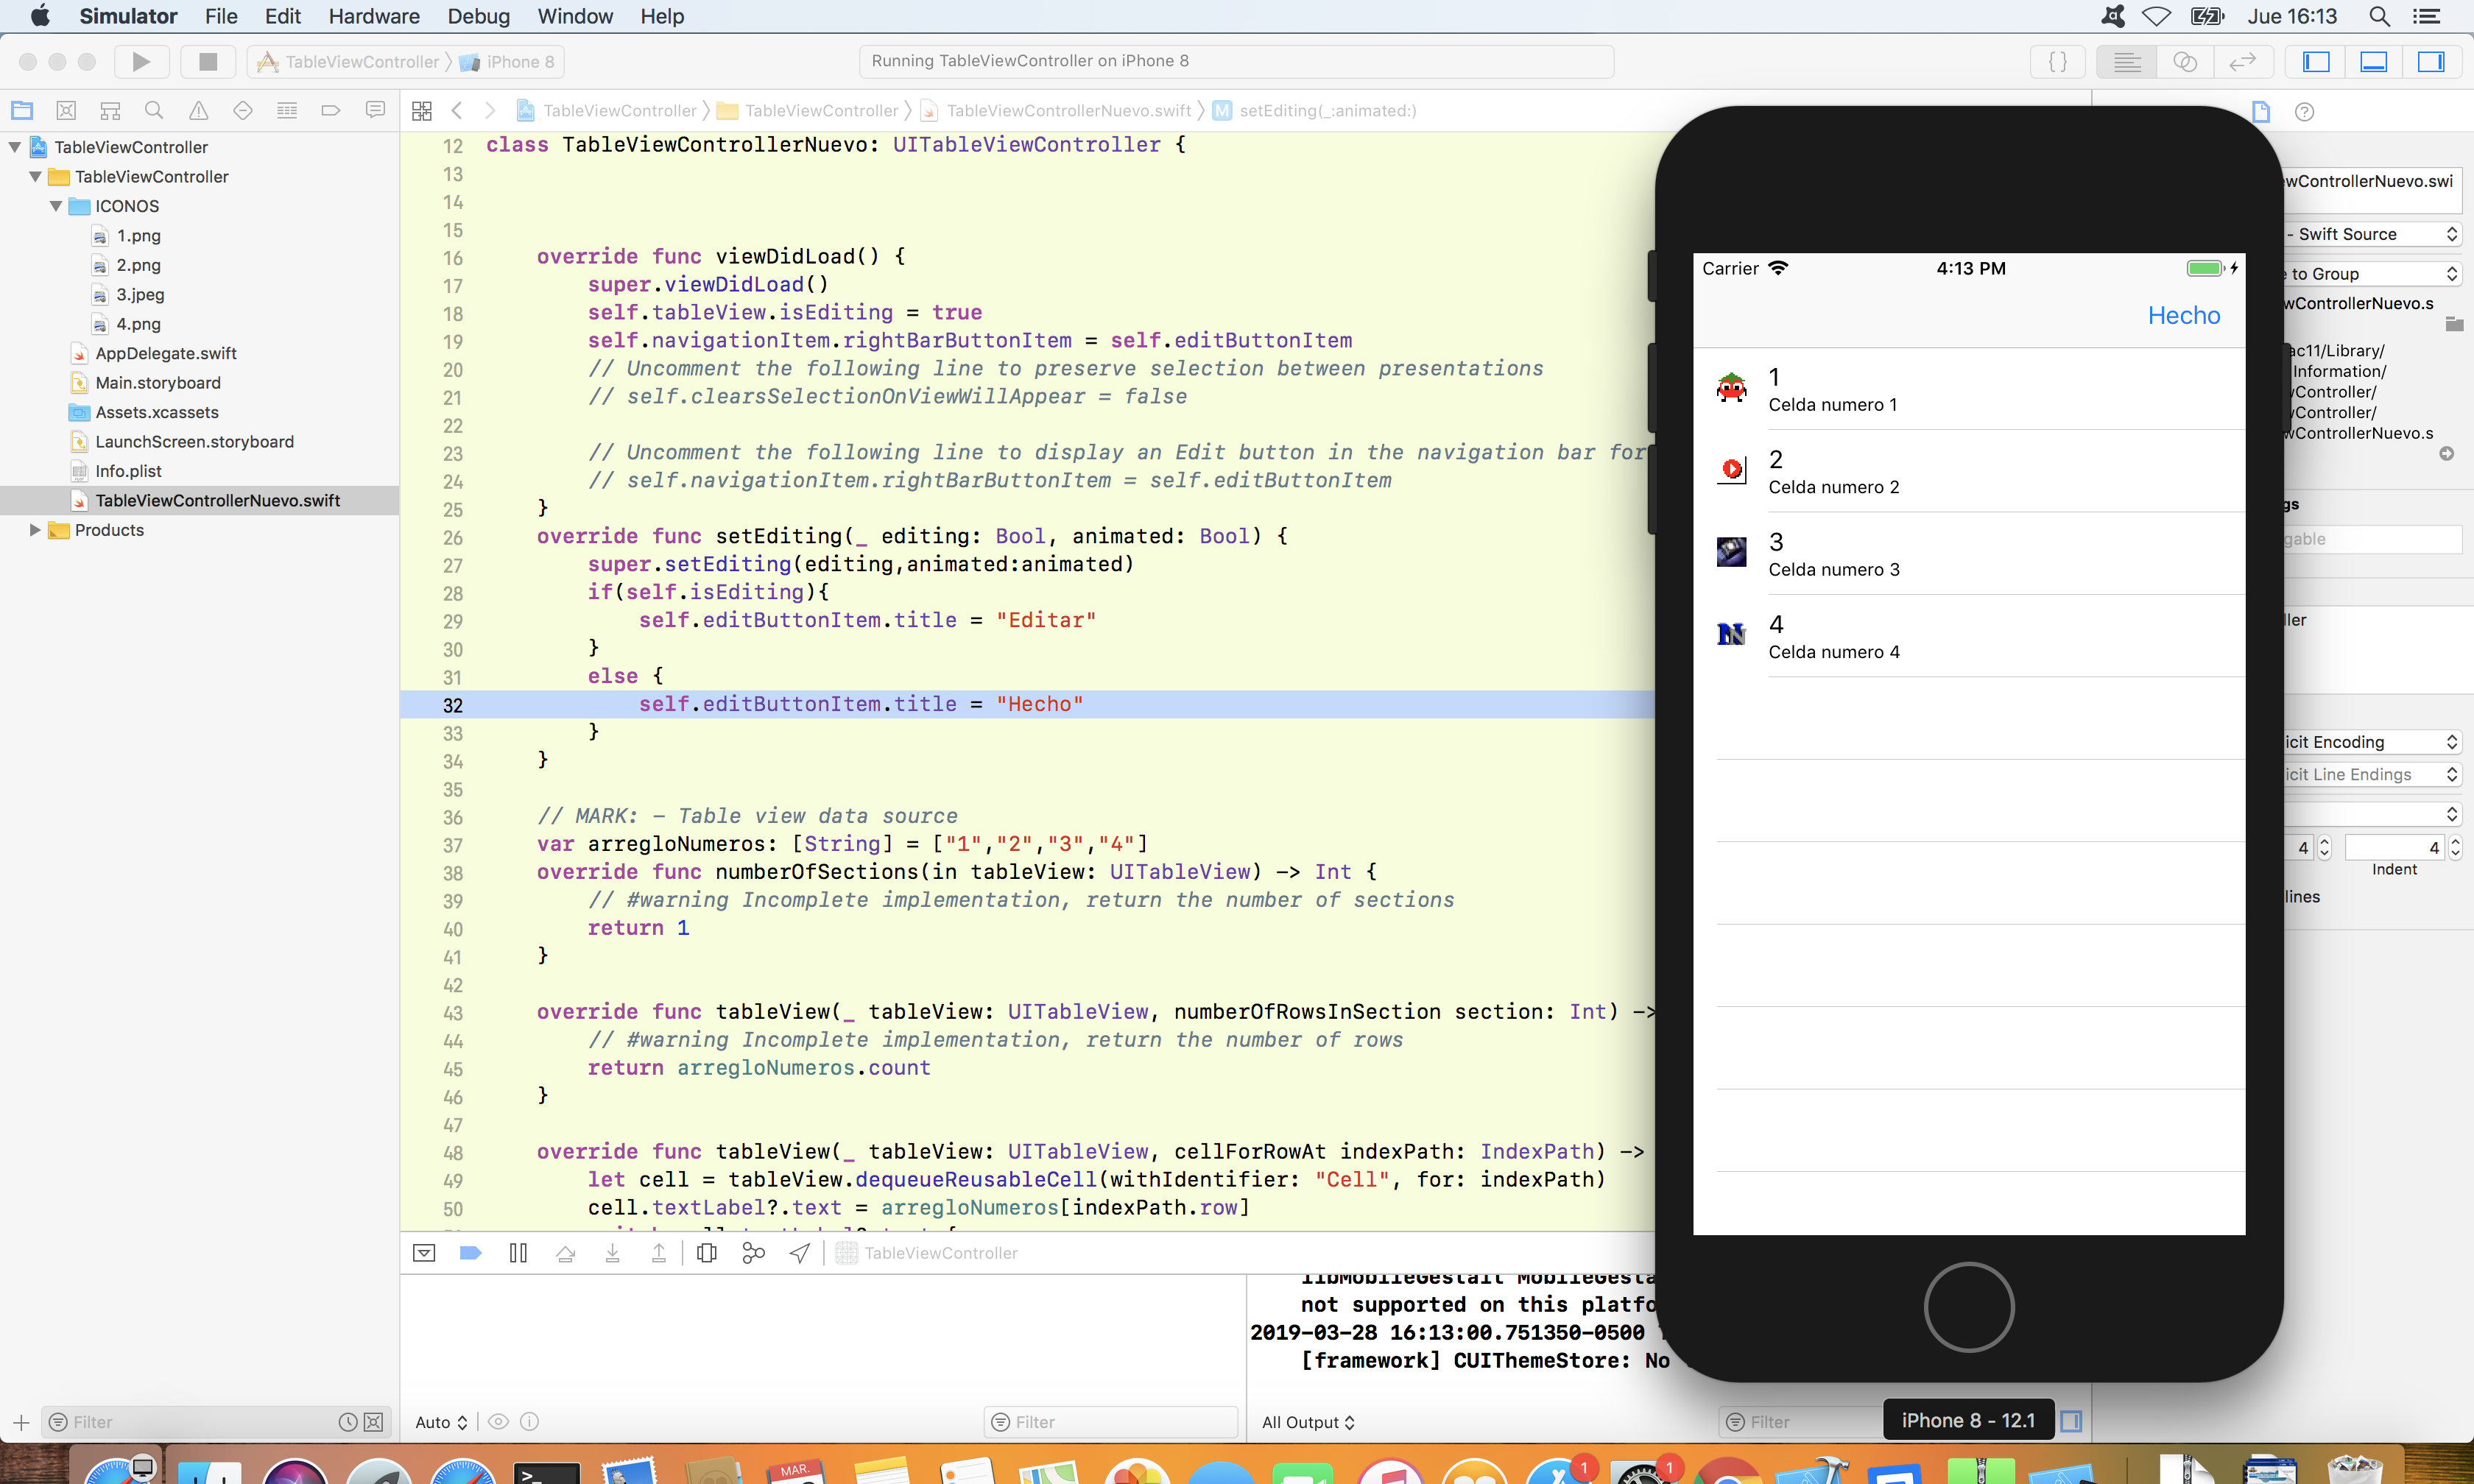 Simulator File Edit Hardware Debug Window Help
Jue 16:13
TableViewController iPhone 8
Running TableViewController on iPhone 8
{ }
TableViewController TableViewController TableViewControllerNuevo.swift M setEditing(_:animated:)
TableViewController
TableViewController
ICONOS
1.png
2.png
3.jpeg
4.png
AppDelegate.swift
Main.storyboard
Assets.xcassets
LaunchScreen.storyboard
Info.plist
TableViewControllerNuevo.swift
Products
Filter
12 class TableViewControllerNuevo: UITableViewController {
13
14
15
16 override func viewDidLoad() {
17 super.viewDidLoad()
18 self.tableView.isEditing = true
19 self.navigationItem.rightBarButtonItem = self.editButtonItem
20 // Uncomment the following line to preserve selection between presentations
21 // self.clearsSelectionOnViewWillAppear = false
22
23 // Uncomment the following line to display an Edit button in the navigation bar for
24 // self.navigationItem.rightBarButtonItem = self.editButtonItem
25 }
26 override func setEditing(_ editing: Bool, animated: Bool) {
27 super.setEditing(editing,animated:animated)
28 if(self.isEditing){
29 self.editButtonItem.title = "Editar"
30 }
31 else {
32 self.editButtonItem.title = "Hecho"
33 }
34 }
35
36 // MARK: - Table view data source
37 var arregloNumeros: [String] = ["1","2","3","4"]
38 override func numberOfSections(in tableView: UITableView) -> Int {
39 // #warning Incomplete implementation, return the number of sections
40 return 1
41 }
42
43 override func tableView(_ tableView: UITableView, numberOfRowsInSection section: Int) ->
44 // #warning Incomplete implementation, return the number of rows
45 return arregloNumeros.count
46 }
47
48 override func tableView(_ tableView: UITableView, cellForRowAt indexPath: IndexPath) ->
49 let cell = tableView.dequeueReusableCell(withIdentifier: "Cell", for: indexPath)
50 cell.textLabel?.text = arregloNumeros[indexPath.row]
TableViewController
libMobileGestalt MobileGesta
not supported on this platfo
2019-03-28 16:13:00.751350-0500
[framework] CUIThemeStore: No
Auto
Filter
All Output
Filter
Carrier 4:13 PM
Hecho
1
Celda numero 1
2
Celda numero 2
3
Celda numero 3
4
Celda numero 4
iPhone 8 - 12.1
wControllerNuevo.swi
- Swift Source
e to Group
wControllerNuevo.s
ac11/Library/
Information/
wController/
wController/
wControllerNuevo.s
gs
gable
ller
icit Encoding
icit Line Endings
4 4
Indent
lines
MAR.
1
1